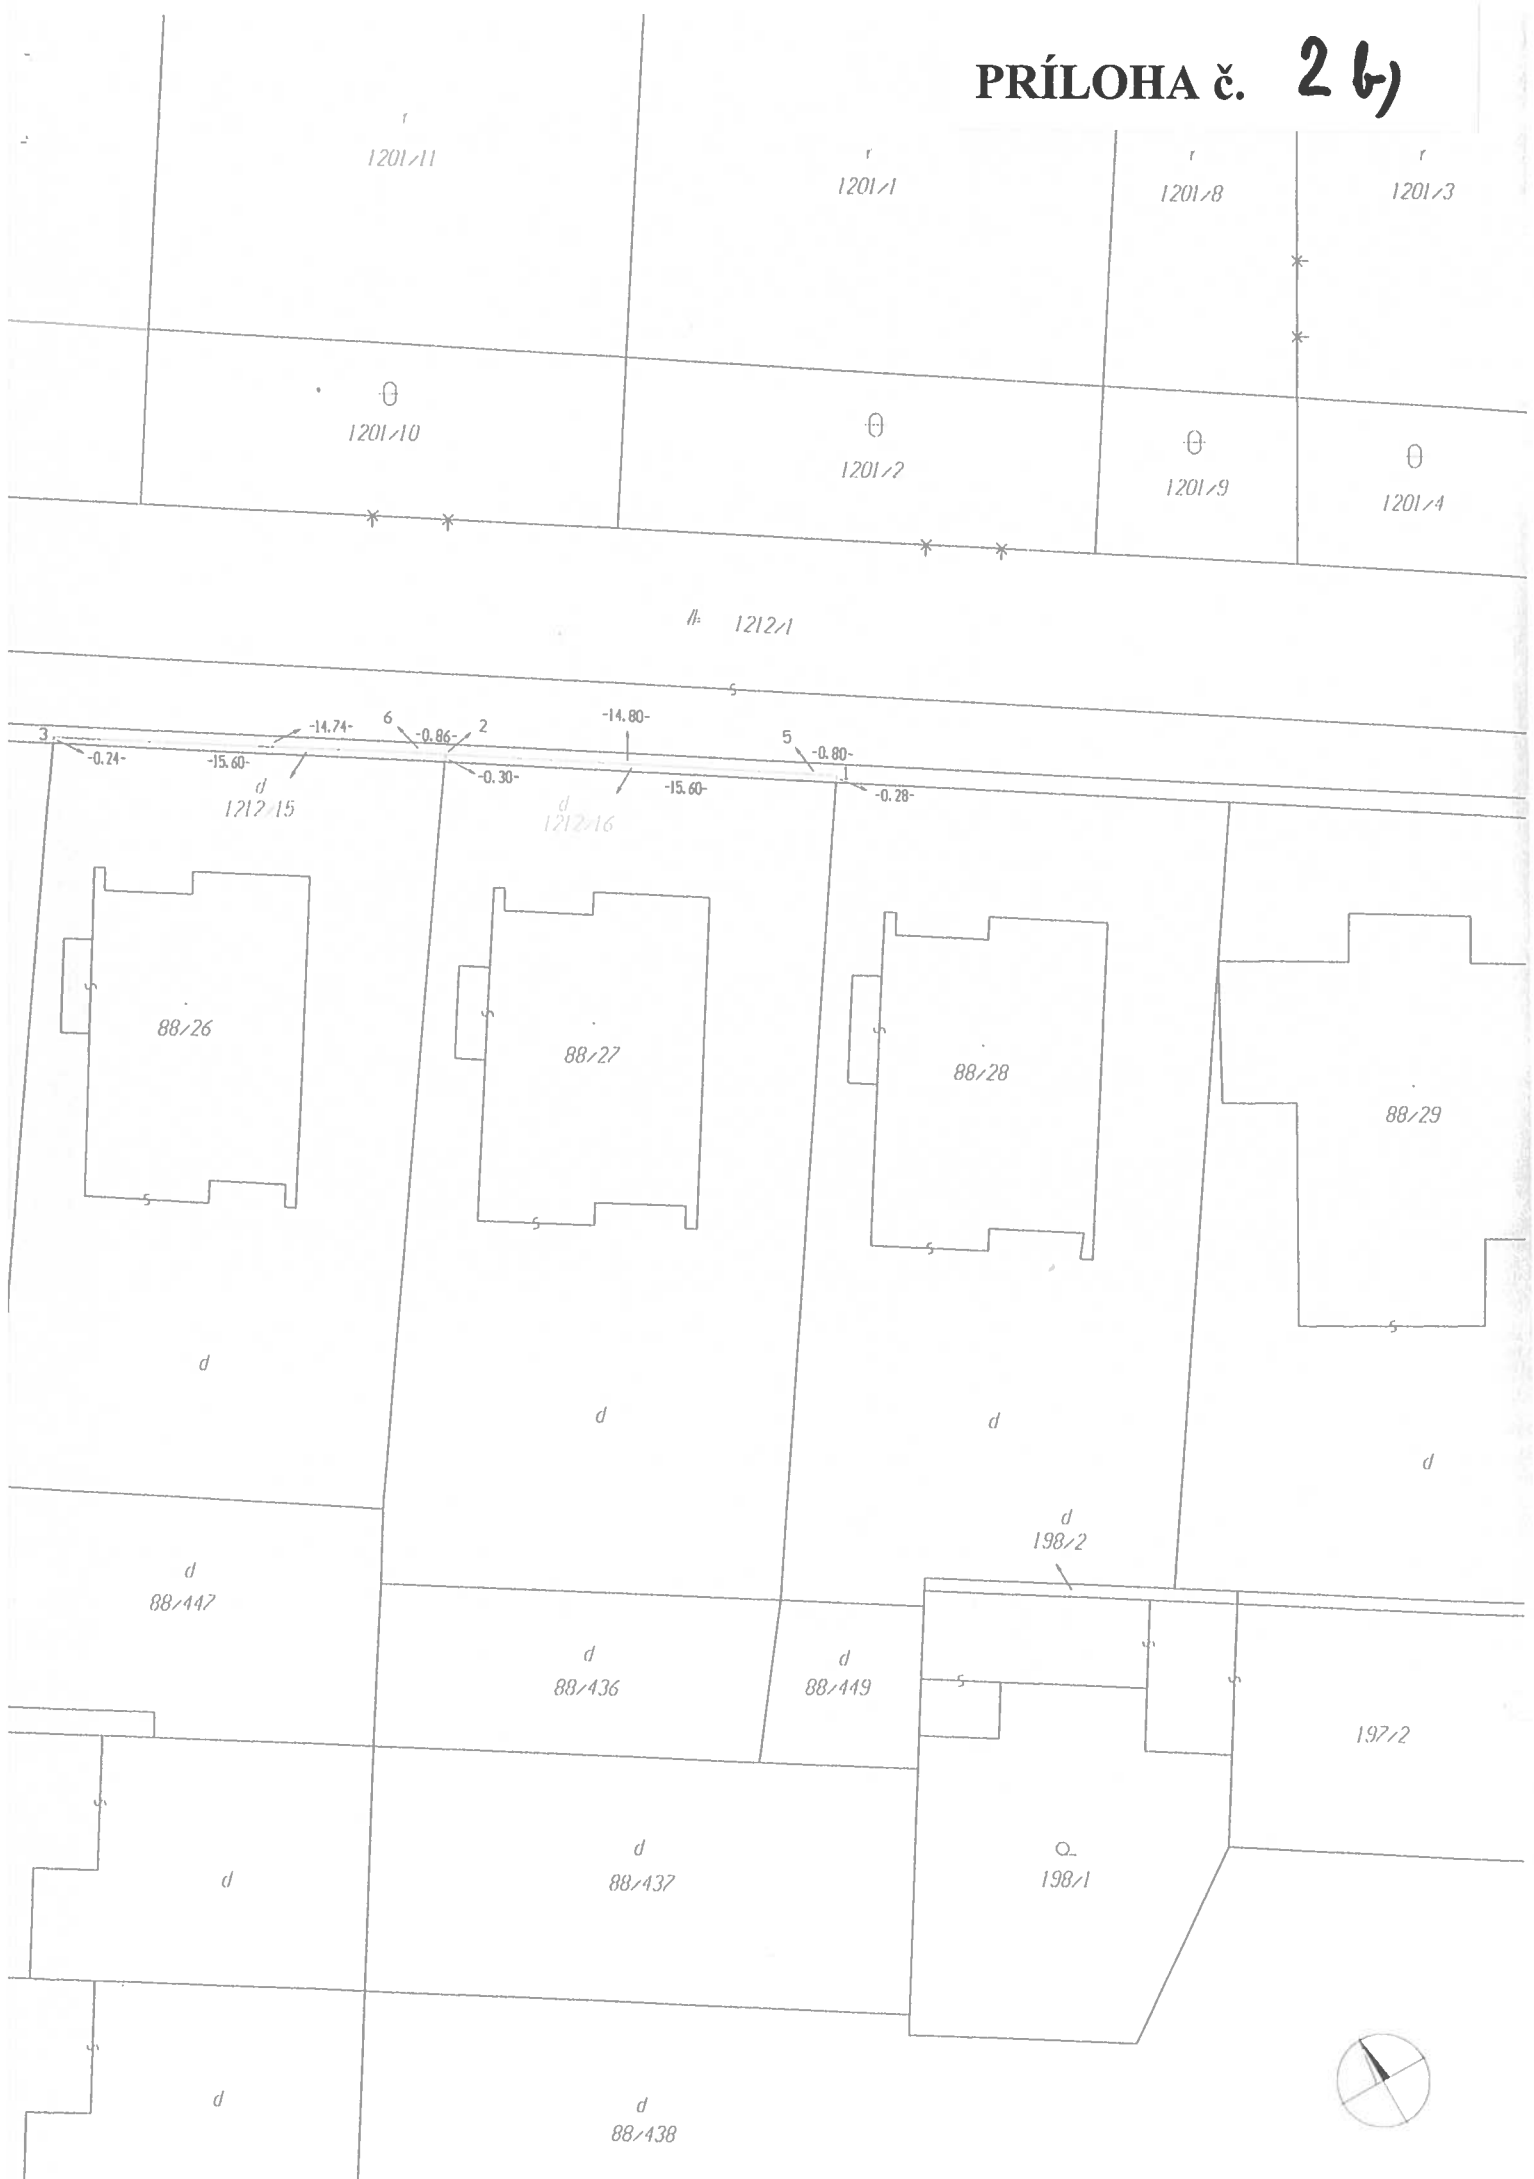 PRÍLOHA č. 2 b)
r
1201/11
r
1201/1
r
1201/8
r
1201/3
1201/10
1201/2
1201/9
1201/4
1212/1
3
-0.24-
-15.60-
-14.74-
6
-0.86-
2
-0.30-
-14.80-
-15.60-
5
-0.80-
1
-0.28-
d
1212/15
d
1212/16
88/26
88/27
88/28
88/29
d
d
d
d
d
198/2
d
88/447
d
88/436
d
88/449
197/2
d
d
88/437
198/1
d
d
88/438